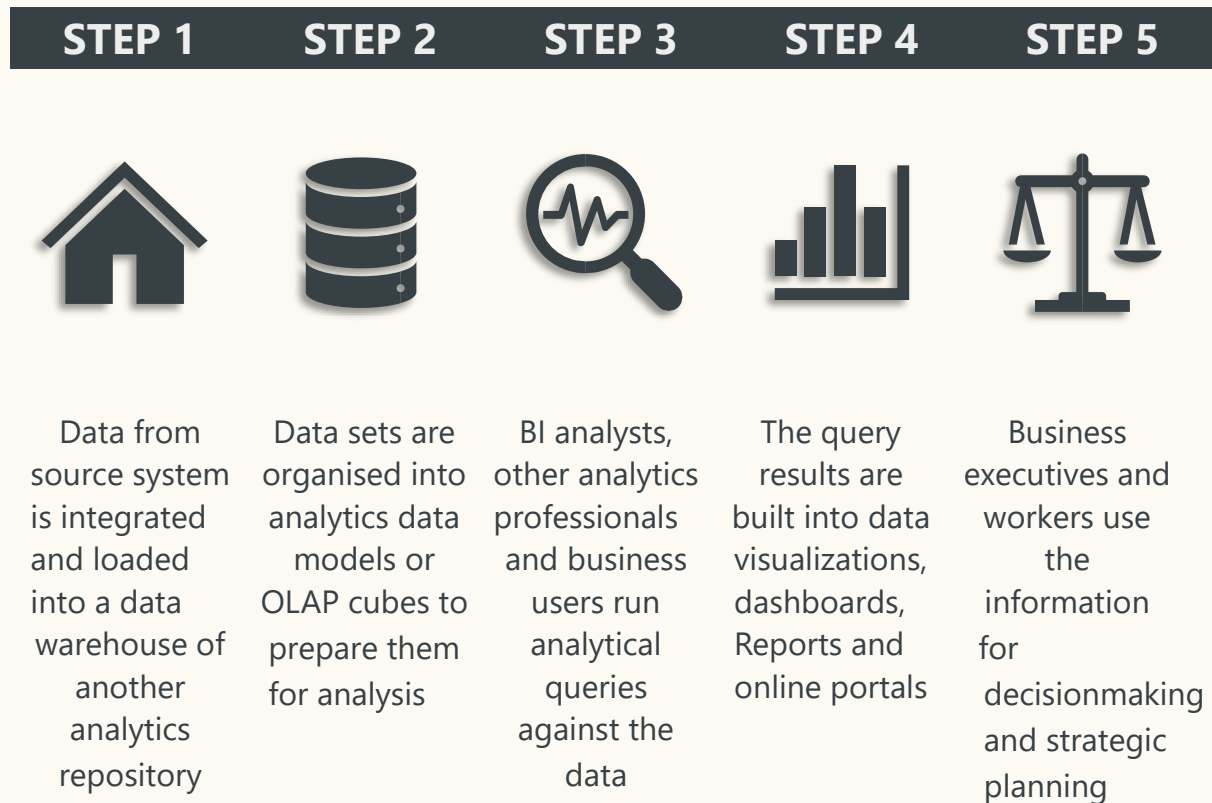 STEP 1
STEP 2
STEP 3
STEP 4
STEP 5
Data from
source system
is integrated
and loaded
into a data
warehouse of
another
analytics
repository
Data sets are
organised into
analytics data
models or
OLAP cubes to
prepare them
for analysis
BI analysts,
other analytics
professionals
and business
users run
analytical
queries
against the
data
The query
results are
built into data
visualizations,
dashboards,
Reports and
online portals
Business
executives and
workers use
the
information
for
decisionmaking
and strategic
planning